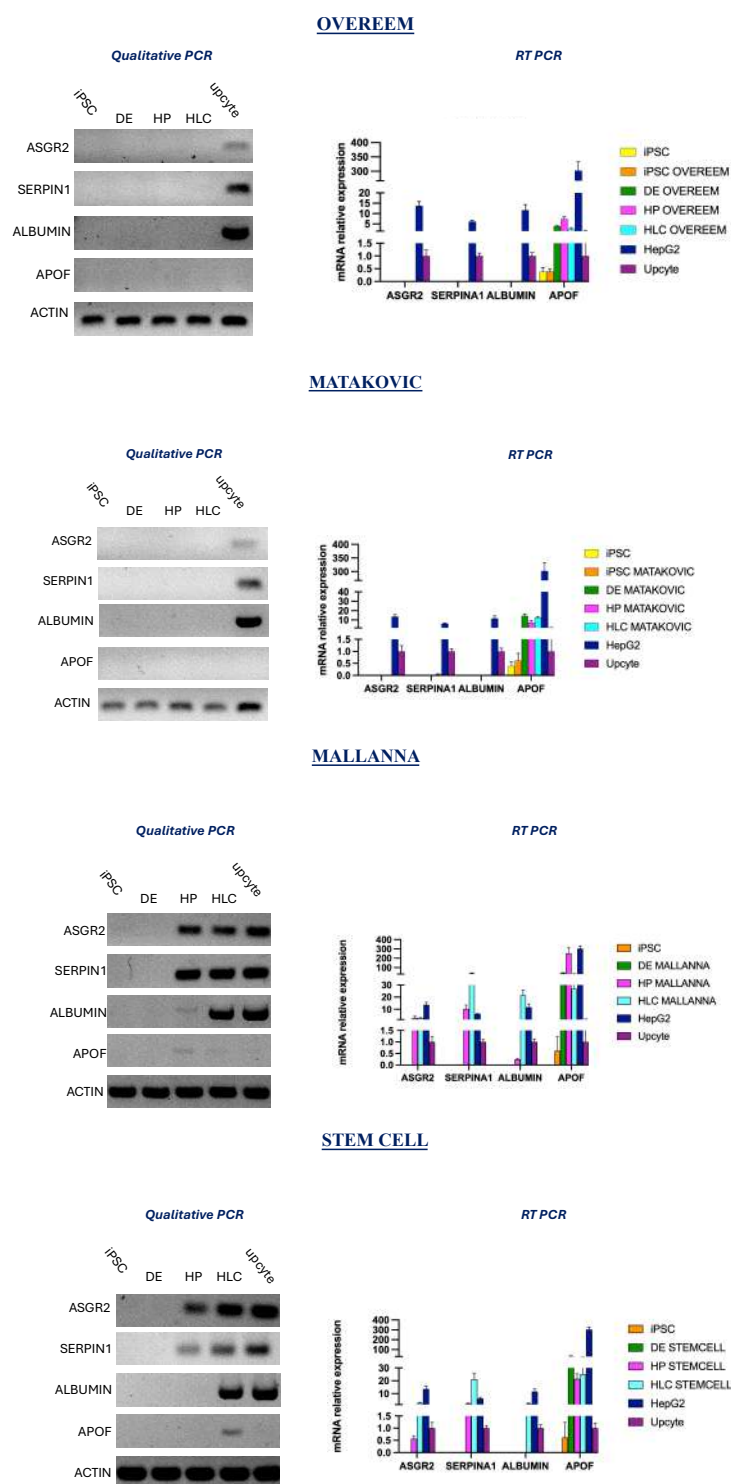 OVEREEM
Qualitative PCR
RT PCR
iPSC DE HP HLC upcyte
ASGR2
SERPIN1
ALBUMIN
APOF
ACTIN
mRNA relative expression
400
300
20
15
10
5
1.5
1.0
0.5
0.0
ASGR2 SERPINA1 ALBUMIN APOF
iPSC
iPSC OVEREEM
DE OVEREEM
HP OVEREEM
HLC OVEREEM
HepG2
Upcyte
MATAKOVIC
Qualitative PCR
RT PCR
iPSC DE HP HLC upcyte
ASGR2
SERPIN1
ALBUMIN
APOF
ACTIN
mRNA relative expression
400
300
40
30
20
10
1.5
1.0
0.5
0.0
ASGR2 SERPINA1 ALBUMIN APOF
iPSC
iPSC MATAKOVIC
DE MATAKOVIC
HP MATAKOVIC
HLC MATAKOVIC
HepG2
Upcyte
MALLANNA
Qualitative PCR
RT PCR
iPSC DE HP HLC upcyte
ASGR2
SERPIN1
ALBUMIN
APOF
ACTIN
mRNA relative expression
400
300
200
100
30
20
10
1.5
1.0
0.5
0.0
ASGR2 SERPINA1 ALBUMIN APOF
iPSC
DE MALLANNA
HP MALLANNA
HLC MALLANNA
HepG2
Upcyte
STEM CELL
Qualitative PCR
RT PCR
iPSC DE HP HLC upcyte
ASGR2
SERPIN1
ALBUMIN
APOF
ACTIN
mRNA relative expression
400
300
200
100
30
20
10
1.5
1.0
0.5
0.0
ASGR2 SERPINA1 ALBUMIN APOF
iPSC
DE STEMCELL
HP STEMCELL
HLC STEMCELL
HepG2
Upcyte